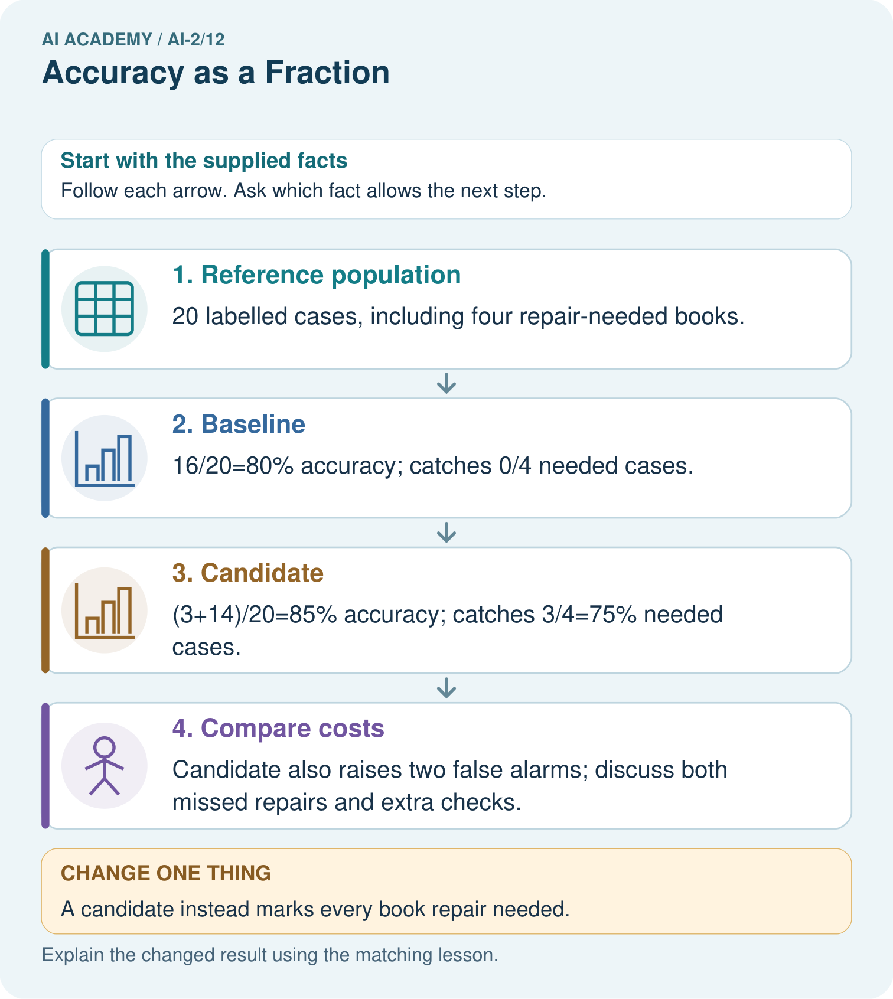 AI ACADEMY / AI-2/12
Accuracy as a Fraction
Start with the supplied facts
Follow each arrow. Ask which fact allows the next step.
1. Reference population
20 labelled cases, including four repair-needed books.
2. Baseline
16/20=80% accuracy; catches 0/4 needed cases.
3. Candidate
(3+14)/20=85% accuracy; catches 3/4=75% needed
cases.
4. Compare costs
Candidate also raises two false alarms; discuss both
missed repairs and extra checks.
CHANGE ONE THING
A candidate instead marks every book repair needed.
Explain the changed result using the matching lesson.